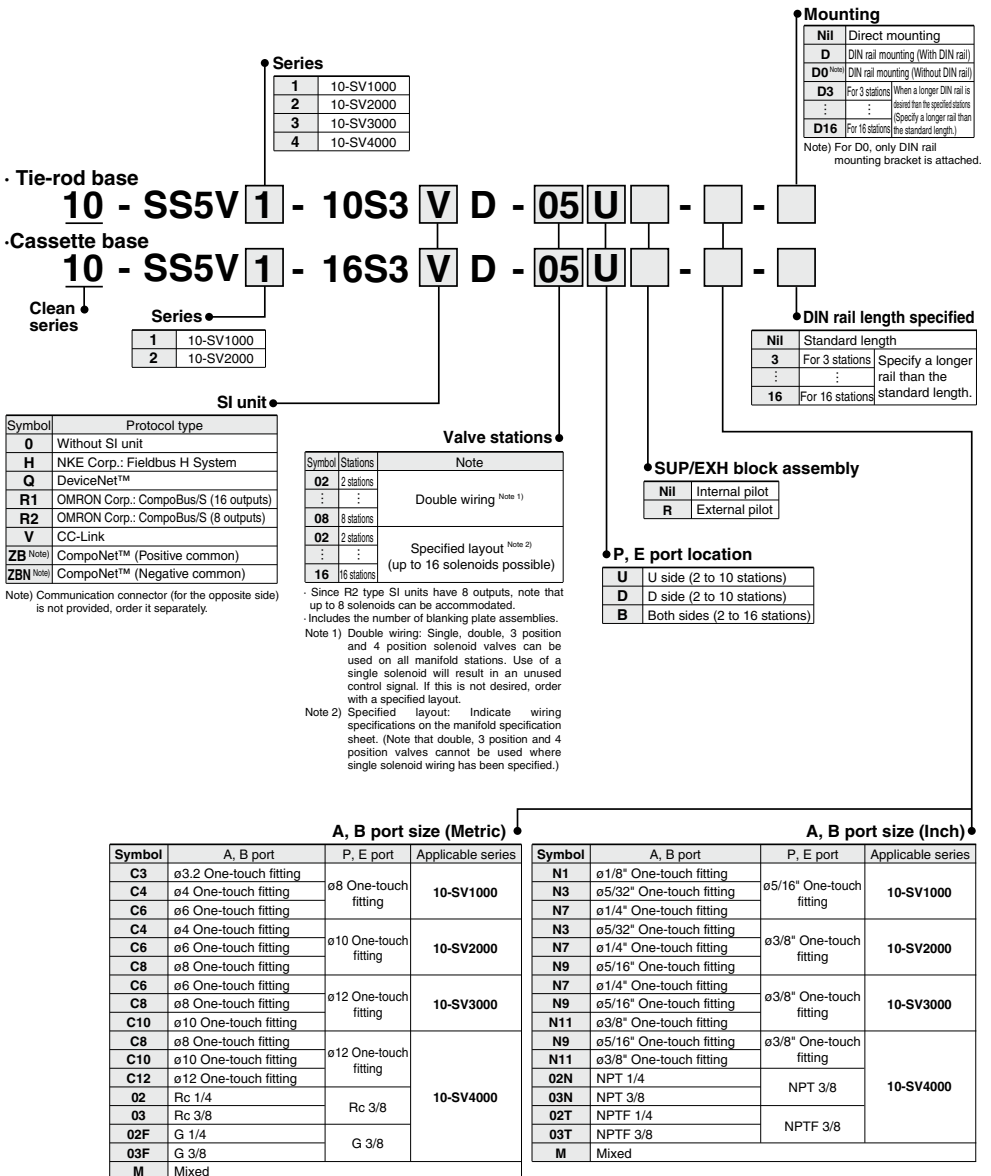 Mounting
Nil Direct mounting
D DIN rail mounting (With DIN rail)
D0 Note) DIN rail mounting (Without DIN rail)
D3 For 3 stations When a longer DIN rail is desired than the specified stations (Specify a longer rail than the standard length.)
⋮ ⋮
D16 For 16 stations
Note) For D0, only DIN rail
mounting bracket is attached.
Series
1 10-SV1000
2 10-SV2000
3 10-SV3000
4 10-SV4000
· Tie-rod base
10 - SS5V 1 - 10S3 V D - 05 U - -
·Cassette base
10 - SS5V 1 - 16S3 V D - 05 U - -
Clean
series
Series
1 10-SV1000
2 10-SV2000
DIN rail length specified
Nil Standard length
3 For 3 stations Specify a longer rail than the standard length.
⋮ ⋮
16 For 16 stations
SI unit
Symbol Protocol type
0 Without SI unit
H NKE Corp.: Fieldbus H System
Q DeviceNet™
R1 OMRON Corp.: CompoBus/S (16 outputs)
R2 OMRON Corp.: CompoBus/S (8 outputs)
V CC-Link
ZB Note) CompoNet™ (Positive common)
ZBN Note) CompoNet™ (Negative common)
Note) Communication connector (for the opposite side)
is not provided, order it separately.
Valve stations
Symbol Stations Note
02 2 stations Double wiring Note 1)
⋮ ⋮
08 8 stations
02 2 stations Specified layout Note 2) (up to 16 solenoids possible)
⋮ ⋮
16 16 stations
· Since R2 type SI units have 8 outputs, note that
up to 8 solenoids can be accommodated.
· Includes the number of blanking plate assemblies.
Note 1) Double wiring: Single, double, 3 position
and 4 position solenoid valves can be
used on all manifold stations. Use of a
single solenoid will result in an unused
control signal. If this is not desired, order
with a specified layout.
Note 2) Specified layout: Indicate wiring
specifications on the manifold specification
sheet. (Note that double, 3 position and 4
position valves cannot be used where
single solenoid wiring has been specified.)
SUP/EXH block assembly
Nil Internal pilot
R External pilot
P, E port location
U U side (2 to 10 stations)
D D side (2 to 10 stations)
B Both sides (2 to 16 stations)
A, B port size (Metric)
Symbol A, B port P, E port Applicable series
C3 ø3.2 One-touch fitting ø8 One-touch fitting 10-SV1000
C4 ø4 One-touch fitting
C6 ø6 One-touch fitting
C4 ø4 One-touch fitting ø10 One-touch fitting 10-SV2000
C6 ø6 One-touch fitting
C8 ø8 One-touch fitting
C6 ø6 One-touch fitting ø12 One-touch fitting 10-SV3000
C8 ø8 One-touch fitting
C10 ø10 One-touch fitting
C8 ø8 One-touch fitting ø12 One-touch fitting 10-SV4000
C10 ø10 One-touch fitting
C12 ø12 One-touch fitting
02 Rc 1/4 Rc 3/8
03 Rc 3/8
02F G 1/4 G 3/8
03F G 3/8
M Mixed
A, B port size (Inch)
Symbol A, B port P, E port Applicable series
N1 ø1/8" One-touch fitting ø5/16" One-touch fitting 10-SV1000
N3 ø5/32" One-touch fitting
N7 ø1/4" One-touch fitting
N3 ø5/32" One-touch fitting ø3/8" One-touch fitting 10-SV2000
N7 ø1/4" One-touch fitting
N9 ø5/16" One-touch fitting
N7 ø1/4" One-touch fitting ø3/8" One-touch fitting 10-SV3000
N9 ø5/16" One-touch fitting
N11 ø3/8" One-touch fitting
N9 ø5/16" One-touch fitting ø3/8" One-touch fitting 10-SV4000
N11 ø3/8" One-touch fitting
02N NPT 1/4 NPT 3/8
03N NPT 3/8
02T NPTF 1/4 NPTF 3/8
03T NPTF 3/8
M Mixed